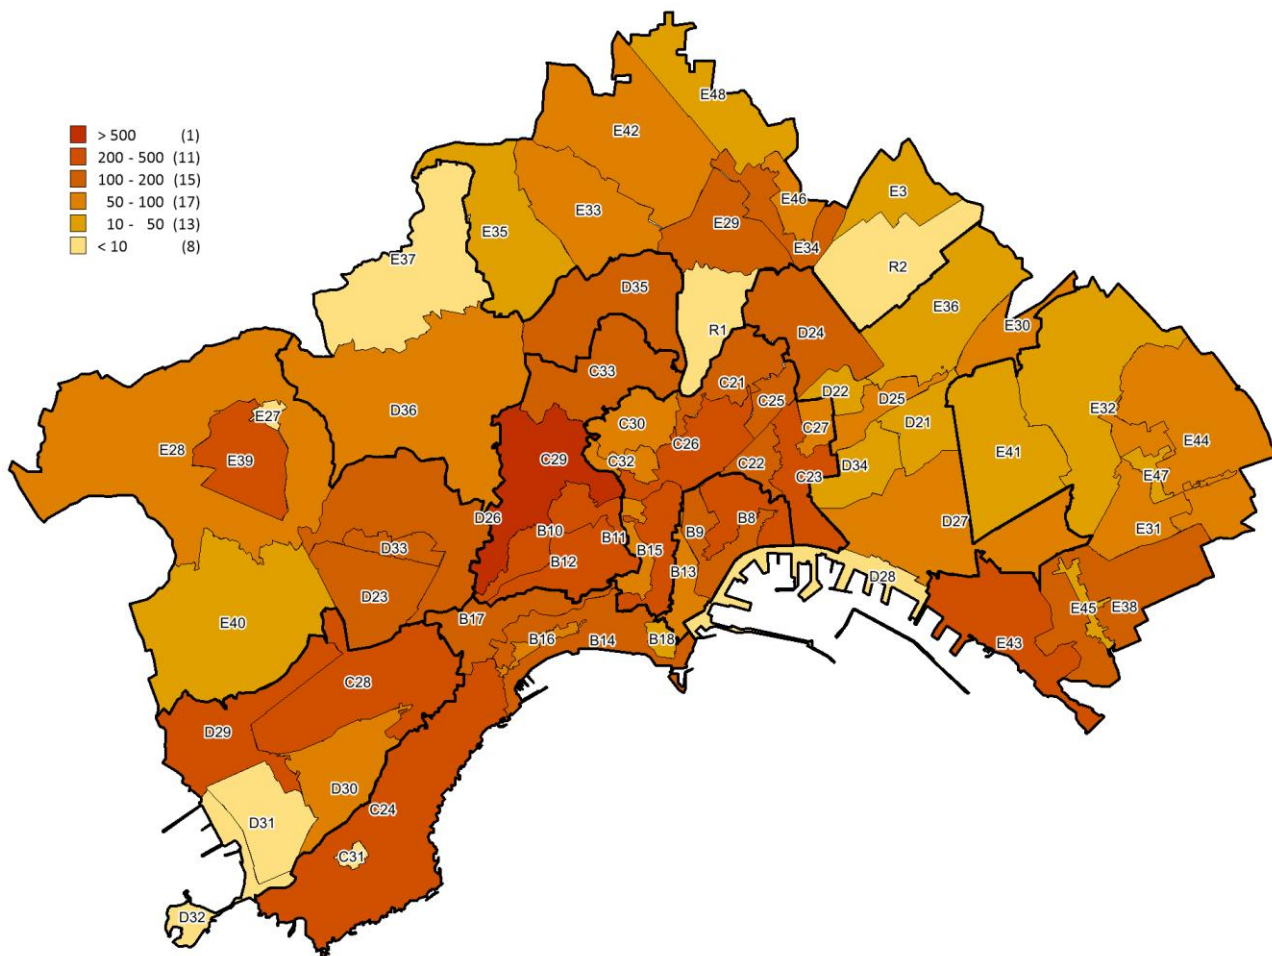 > 500 (1)
200 - 500 (11)
100 - 200 (15)
50 - 100 (17)
10 - 50 (13)
< 10 (8)
E48
E42
E3
E46
E33
E29
E35
E34
E37
R2
D35
E36
R1
E30
D24
C33
C21
D22
D25
C25
E32
D36
E27
C30
C27
D21
E28
C26
E44
E41
C29
C32
C22
D34
E39
C23
E47
D26
B8
D27
B10
B11
B9
E31
D33
B15
B12
B13
D28
D23
E45
E38
B17
E40
B16
B14
B18
E43
C28
D29
D30
C24
D31
C31
D32